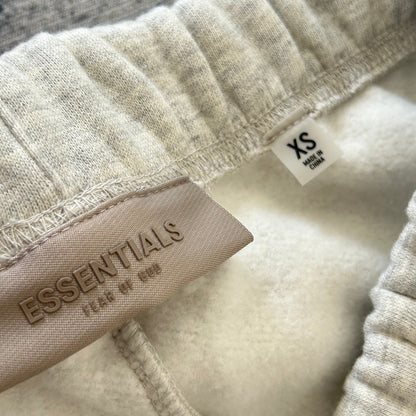 ESSENTIALS
FEAR OF GOD
XS
MADE IN
CHINA